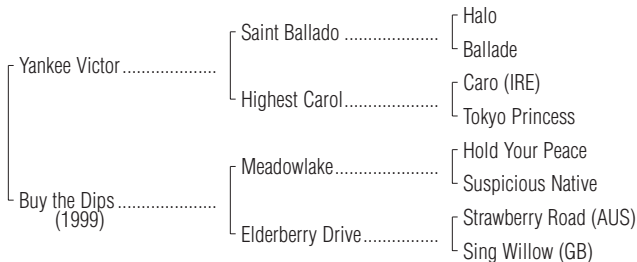 Halo
Saint Ballado ....................
Ballade
Yankee Victor....................
Caro (IRE)
Highest Carol....................
Tokyo Princess
Hold Your Peace
Meadowlake......................
Suspicious Native
Buy the Dips ....................
(1999)
Strawberry Road (AUS)
Elderberry Drive................
Sing Willow (GB)